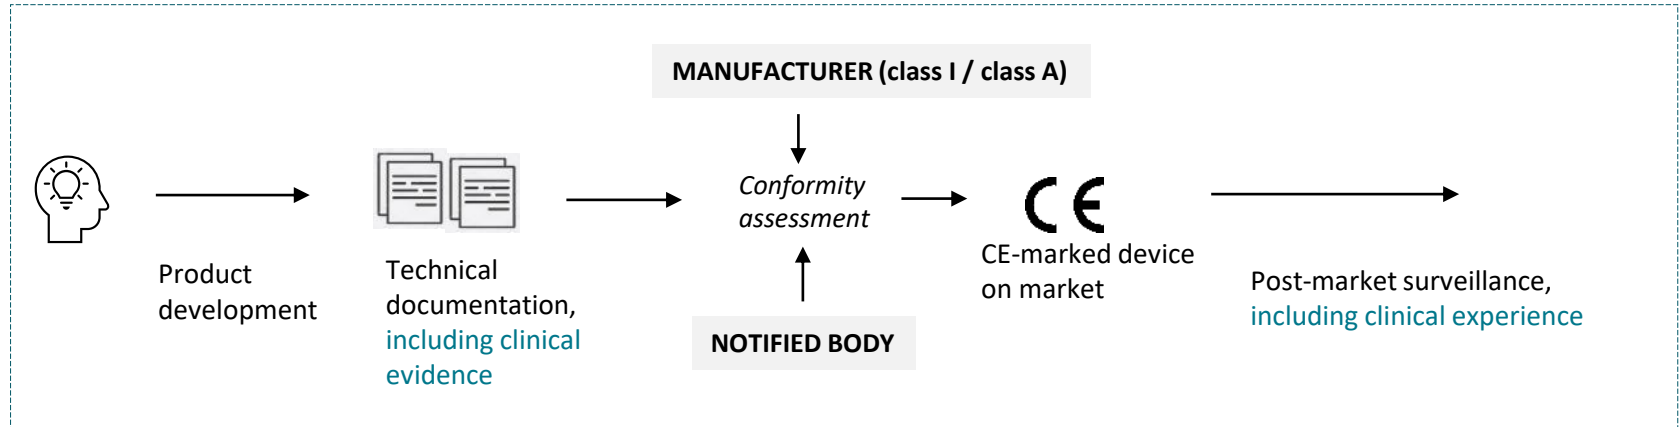 MANUFACTURER (class I / class A)
Conformity
assessment
CE
Product
development
Technical
documentation,
including clinical
evidence
NOTIFIED BODY
CE-marked device
on market
Post-market surveillance,
including clinical experience